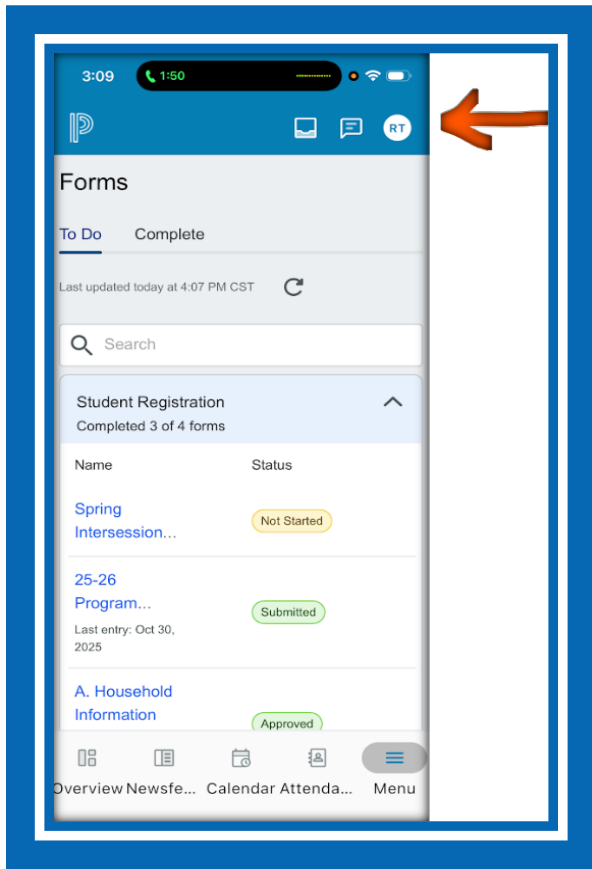 3:09
1:50
RT
Forms
To Do Complete
Last updated today at 4:07 PM CST
Search
Student Registration
Completed 3 of 4 forms
Name Status
Spring
Intersession...
Not Started
25-26
Program...
Submitted
Last entry: Oct 30,
2025
A. Household
Information
Approved
Overview Newsfe... Calendar Attenda... Menu